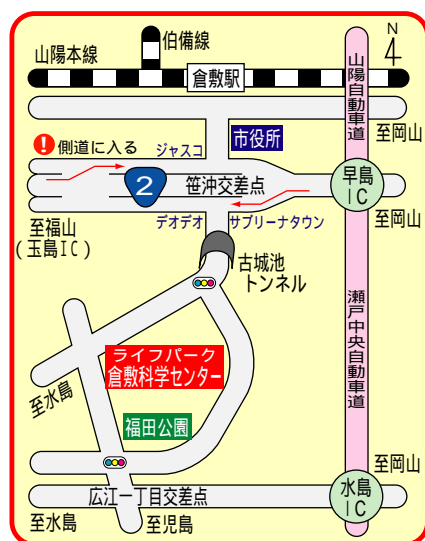 N
4
伯備線
山陽本線
倉敷駅
山陽自動車道
至岡山
市役所
!側道に入る
ジャスコ
2
笹沖交差点
早島
IC
至岡山
デオデオ
サブリーナタウン
至福山
(玉島IC)
古城池
トンネル
瀬戸中央自動車道
ライフパーク
倉敷科学センター
至水島
福田公園
至岡山
広江一丁目交差点
水島
IC
至水島
至児島